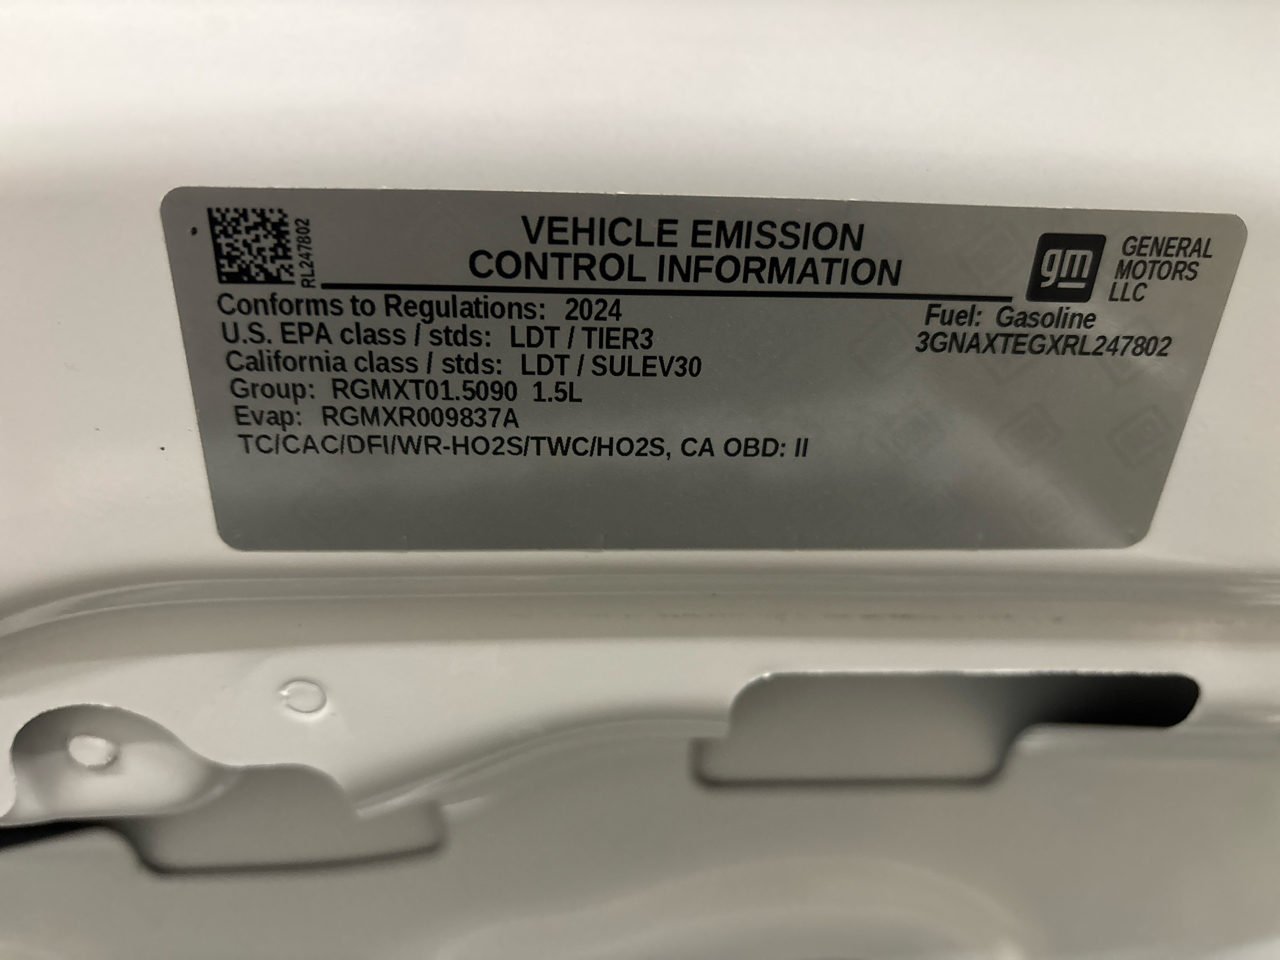 RL247802
VEHICLE EMISSION
CONTROL INFORMATION
gm GENERAL
MOTORS
LLC
Conforms to Regulations: 2024
Fuel: Gasoline
U.S. EPA class / stds: LDT / TIER3
3GNAXTEGXRL247802
California class / stds: LDT / SULEV30
Group: RGMXT01.5090 1.5L
Evap: RGMXR009837A
TC/CAC/DFI/WR-HO2S/TWC/HO2S, CA OBD: II